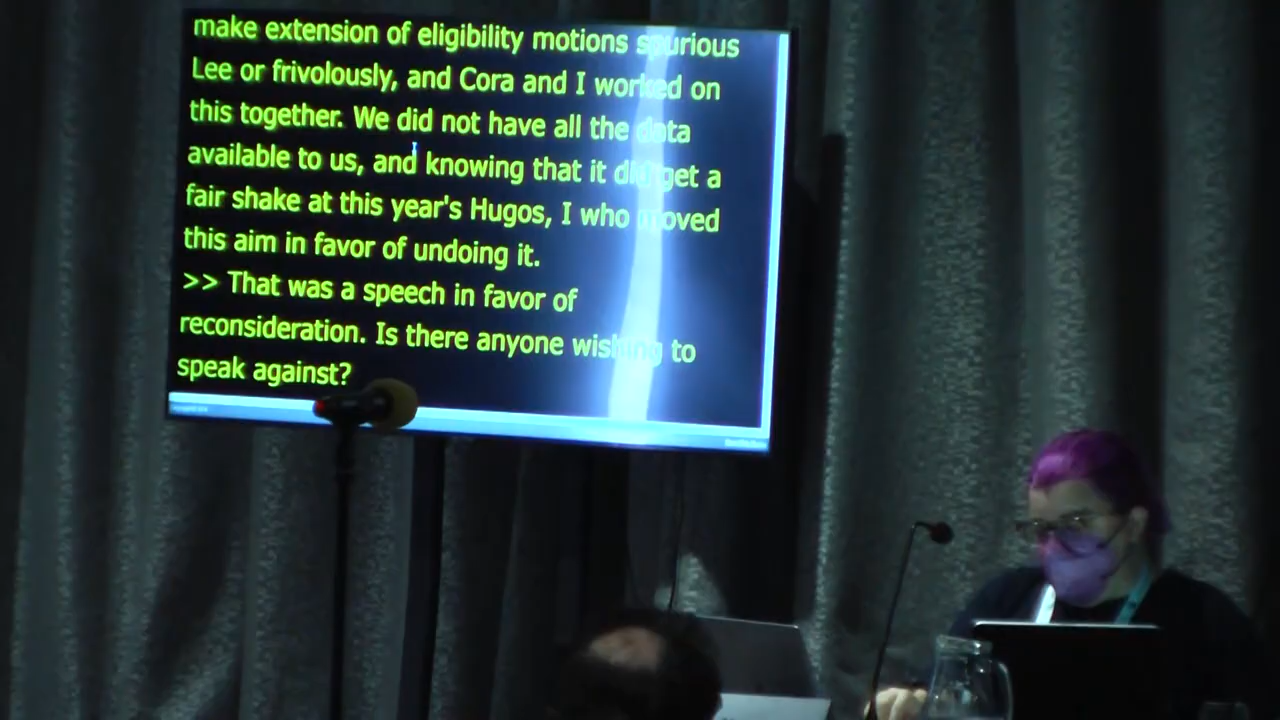 make extension of eligibility motions spurious
Lee or frivolously, and Cora and I worked on
this together. We did not have all the data
available to us, and knowing that it did get a
fair shake at this year's Hugos, I who moved
this aim in favor of undoing it.
>> That was a speech in favor of
reconsideration. Is there anyone wishing to
speak against?